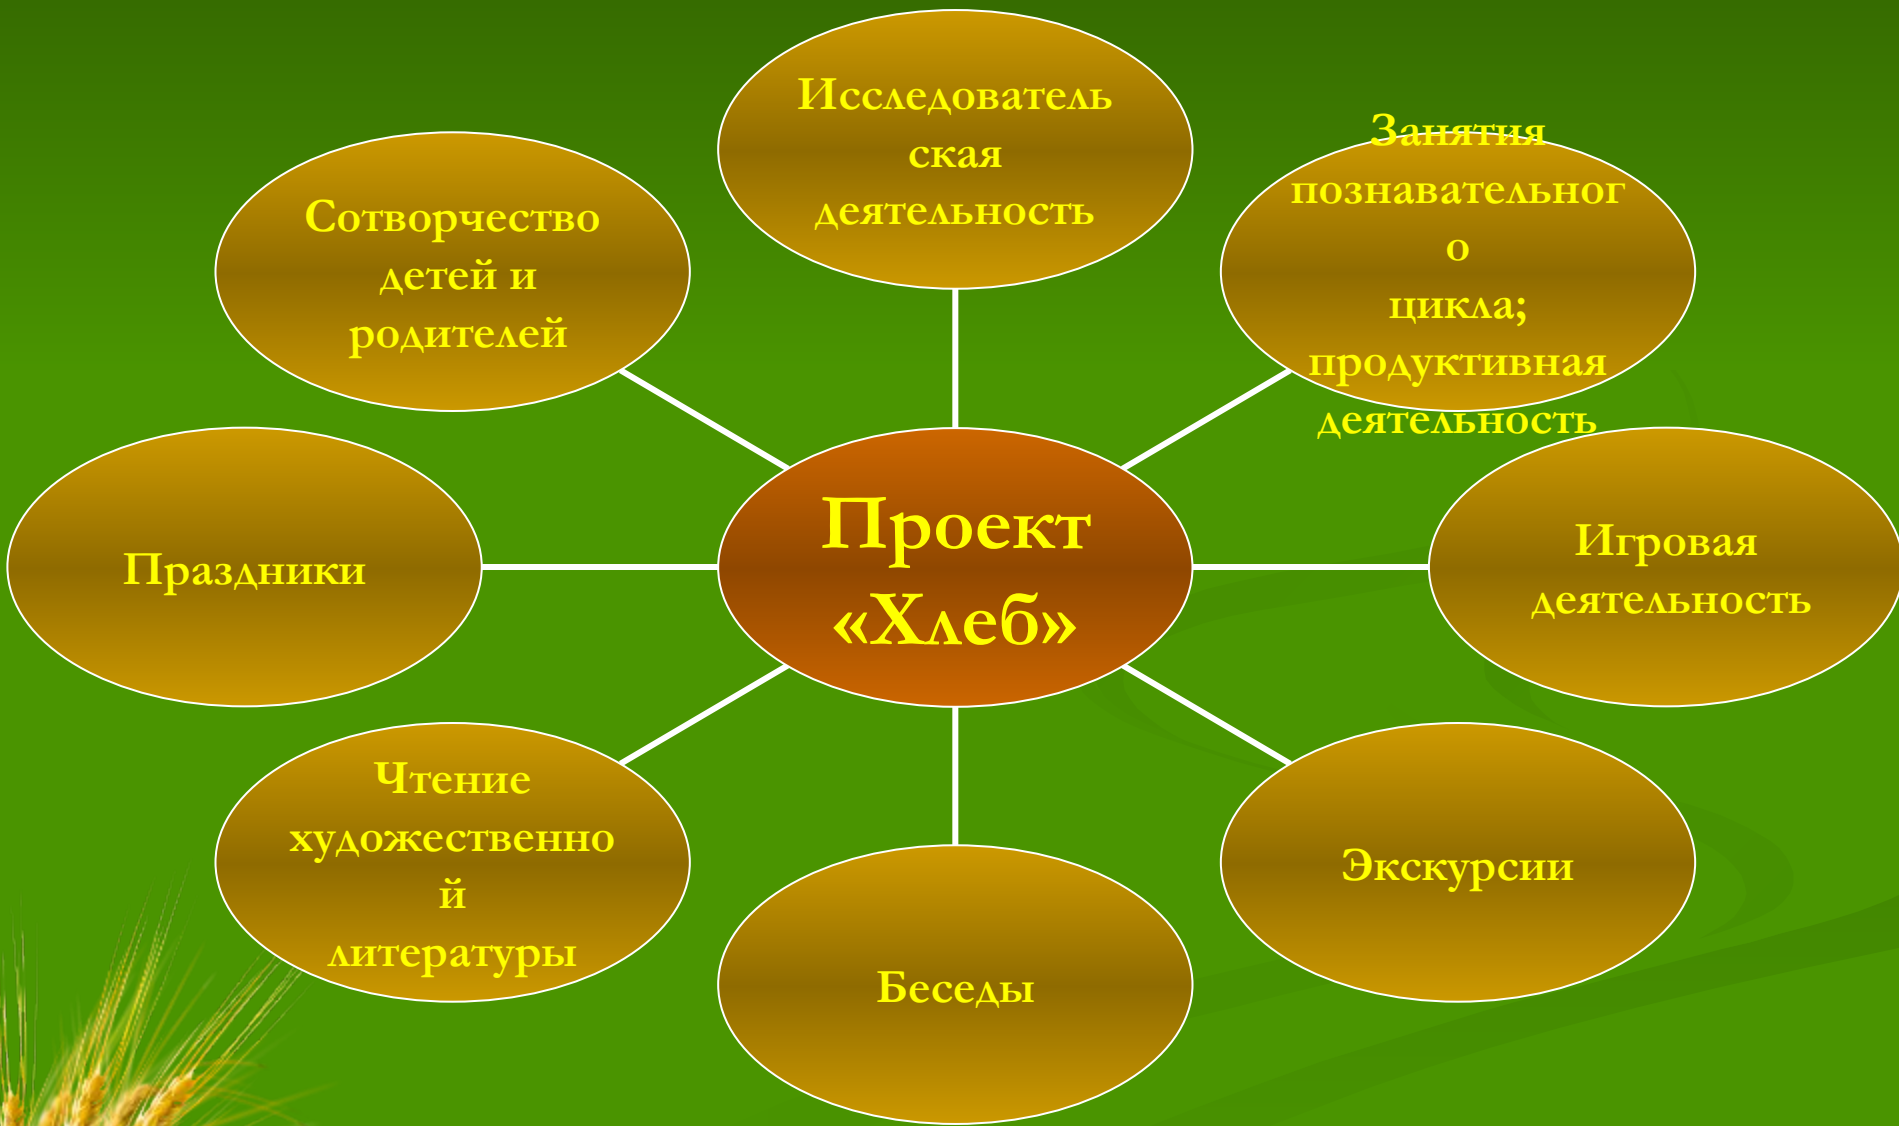 Исследователь
ская
деятельность
Занятия
познавательног
о
цикла;
продуктивная
деятельность
Сотворчество
детей и
родителей
Праздники
Проект
«Хлеб»
Игровая
деятельность
Чтение
художественно
й
литературы
Экскурсии
Беседы